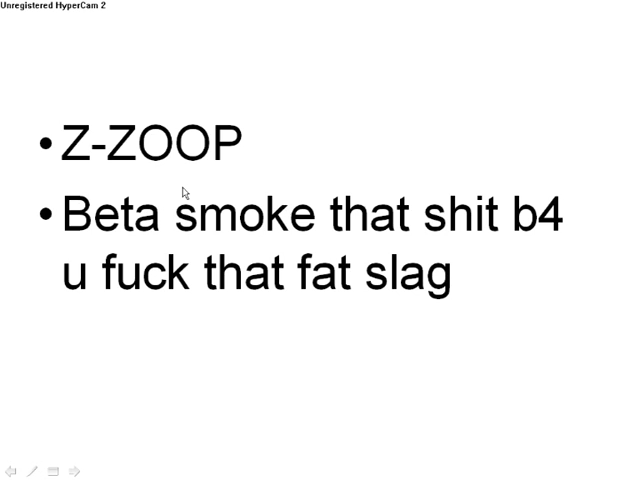 Unregistered HyperCam 2
• Z-ZOOP
• Beta smoke that shit b4
u fuck that fat slag